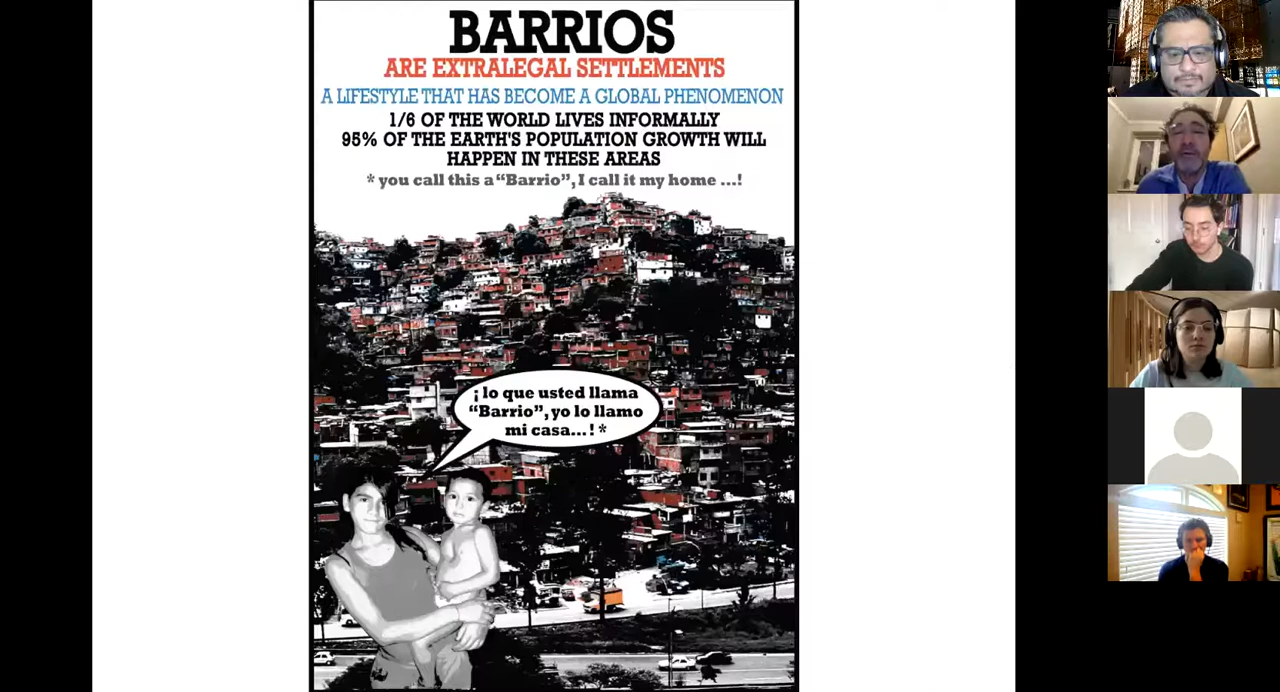 BARRIOS
ARE EXTRALEGAL SETTLEMENTS
A LIFESTYLE THAT HAS BECOME A GLOBAL PHENOMENON
1/6 OF THE WORLD LIVES INFORMALLY
95% OF THE EARTH'S POPULATION GROWTH WILL
HAPPEN IN THESE AREAS
* you call this a "Barrio", I call it my home ...!
¡ lo que usted llama
"Barrio", yo lo llamo
mi casa...! *